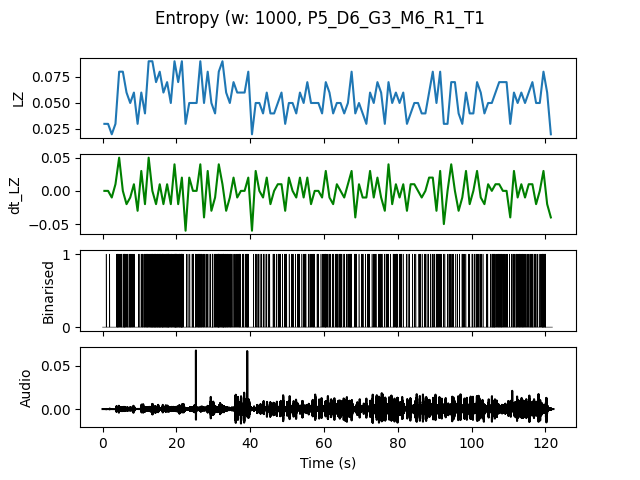 Entropy (w: 1000, P5_D6_G3_M6_R1_T1
LZ
0.075
0.050
0.025
dt_LZ
0.05
0.00
−0.05
Binarised
1
0
Audio
0.05
0.00
0 20 40 60 80 100 120
Time (s)